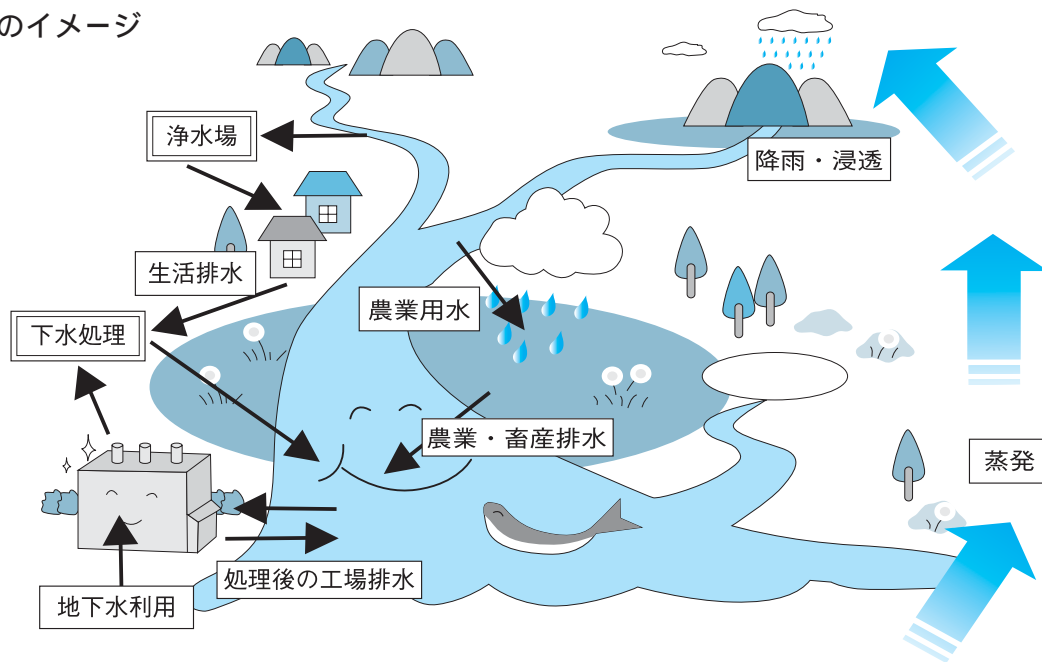 のイメージ
浄水場
降雨・浸透
生活排水
農業用水
下水処理
農業・畜産排水
蒸発
処理後の工場排水
地下水利用